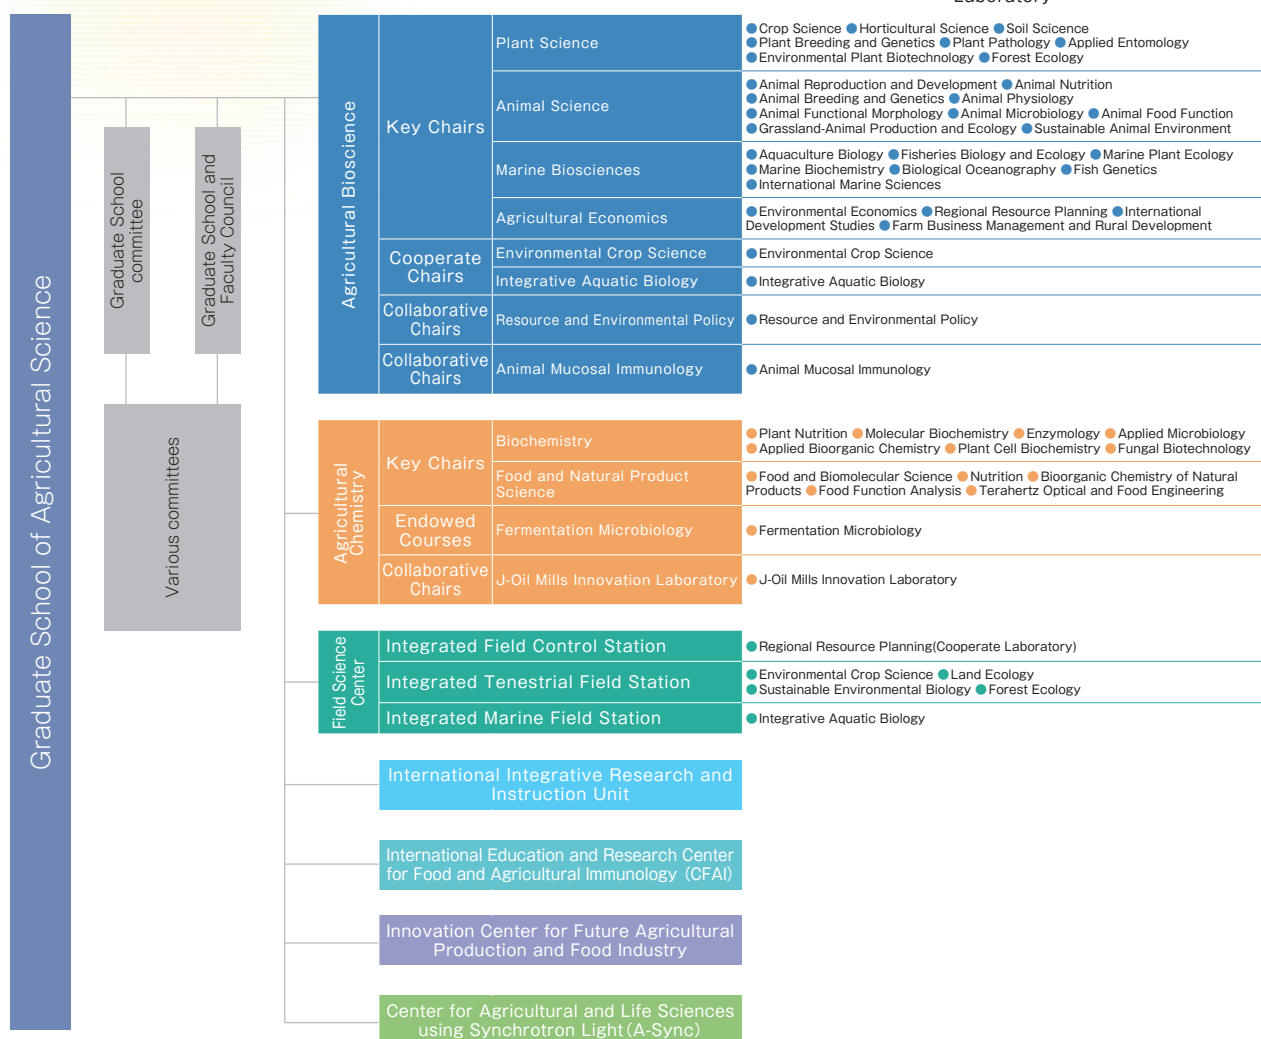 Laboratory
Graduate School of Agricultural Science
Graduate School
committee
Graduate School and
Faculty Council
Various committees
Agricultural Bioscience
Key Chairs
Plant Science
●Crop Science ●Horticultural Science ●Soil Scicence
●Plant Breeding and Genetics ●Plant Pathology ●Applied Entomology
●Environmental Plant Biotechnology ●Forest Ecology
Animal Science
●Animal Reproduction and Development ●Animal Nutrition
●Animal Breeding and Genetics ●Animal Physiology
●Animal Functional Morphology ●Animal Microbiology ●Animal Food Function
●Grassland-Animal Production and Ecology ●Sustainable Animal Environment
Marine Biosciences
●Aquaculture Biology ●Fisheries Biology and Ecology ●Marine Plant Ecology
●Marine Biochemistry ●Biological Oceanography ●Fish Genetics
●International Marine Sciences
Agricultural Economics
●Environmental Economics ●Regional Resource Planning ●International
Development Studies ●Farm Business Management and Rural Development
Cooperate
Chairs
Environmental Crop Science
●Environmental Crop Science
Integrative Aquatic Biology
●Integrative Aquatic Biology
Collaborative
Chairs
Resource and Environmental Policy
●Resource and Environmental Policy
Collaborative
Chairs
Animal Mucosal Immunology
●Animal Mucosal Immunology
Agricultural
Chemistry
Key Chairs
Biochemistry
●Plant Nutrition ●Molecular Biochemistry ●Enzymology ●Applied Microbiology
●Applied Bioorganic Chemistry ●Plant Cell Biochemistry ●Fungal Biotechnology
Food and Natural Product
Science
●Food and Biomolecular Science ●Nutrition ●Bioorganic Chemistry of Natural
Products ●Food Function Analysis ●Terahertz Optical and Food Engineering
Endowed
Courses
Fermentation Microbiology
●Fermentation Microbiology
Collaborative
Chairs
J-Oil Mills Innovation Laboratory
●J-Oil Mills Innovation Laboratory
Field Science
Center
Integrated Field Control Station
●Regional Resource Planning(Cooperate Laboratory)
Integrated Tenestrial Field Station
●Environmental Crop Science ●Land Ecology
●Sustainable Environmental Biology ●Forest Ecology
Integrated Marine Field Station
●Integrative Aquatic Biology
International Integrative Research and
Instruction Unit
International Education and Research Center
for Food and Agricultural Immunology (CFAI)
Innovation Center for Future Agricultural
Production and Food Industry
Center for Agricultural and Life Sciences
using Synchrotron Light(A-Sync)